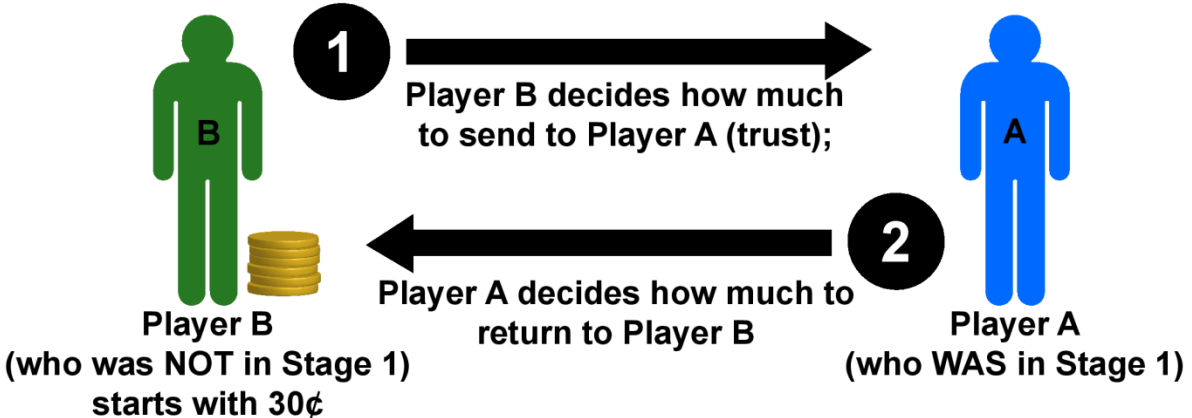 1
Player B decides how much
to send to Player A (trust);
B
A
2
Player A decides how much to
return to Player B
Player B
(who was NOT in Stage 1)
starts with 30¢
Player A
(who WAS in Stage 1)